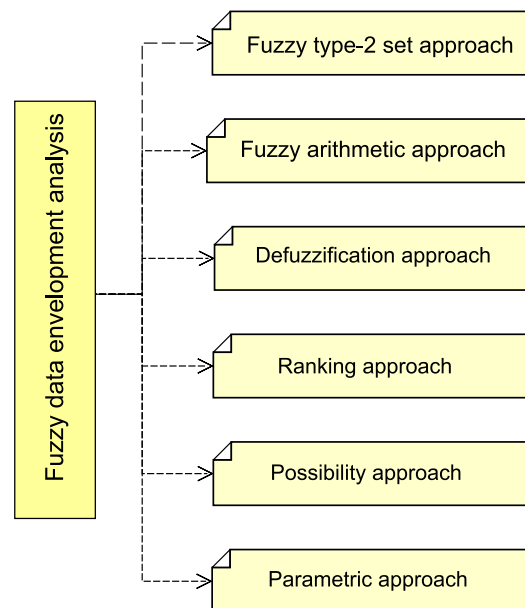 Fuzzy data envelopment analysis
Fuzzy type-2 set approach
Fuzzy arithmetic approach
Defuzzification approach
Ranking approach
Possibility approach
Parametric approach